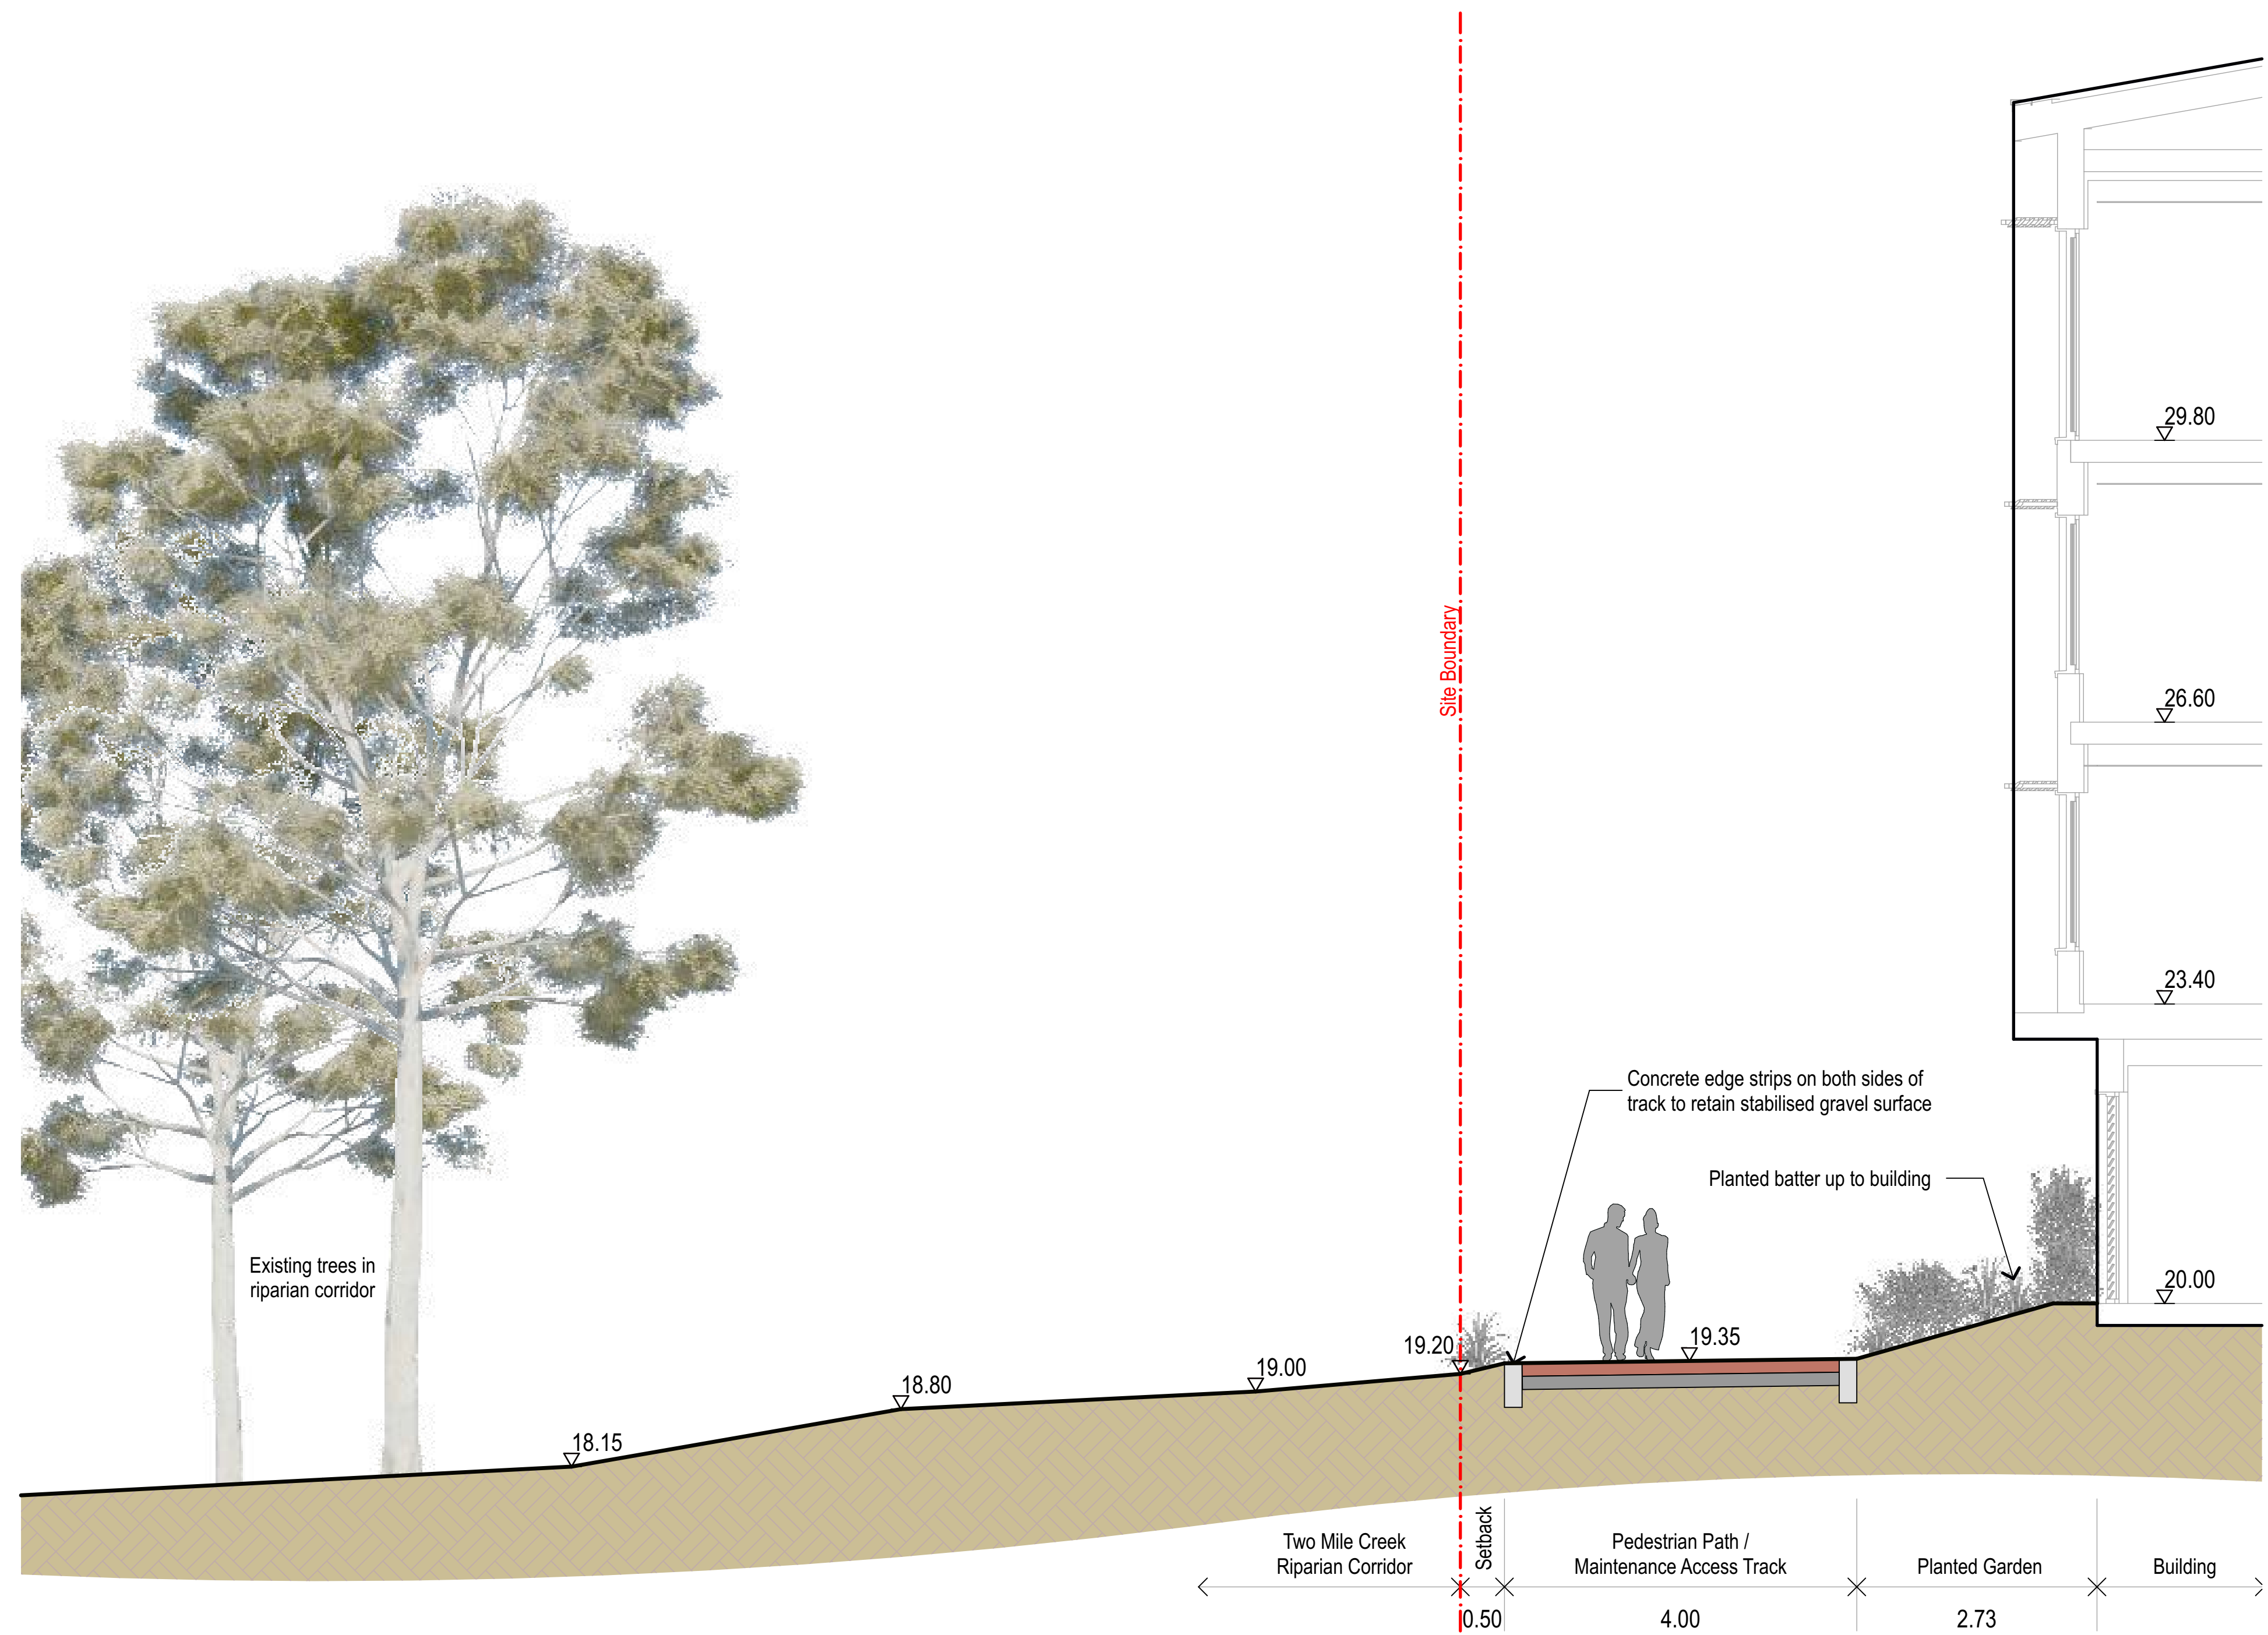 Site Boundary
29.80
26.60
23.40
Concrete edge strips on both sides of
track to retain stabilised gravel surface
Planted batter up to building
Existing trees in
riparian corridor
20.00
19.20
19.35
19.00
18.80
18.15
Two Mile Creek
Riparian Corridor
Setback
Pedestrian Path /
Maintenance Access Track
Planted Garden
Building
0.50
4.00
2.73